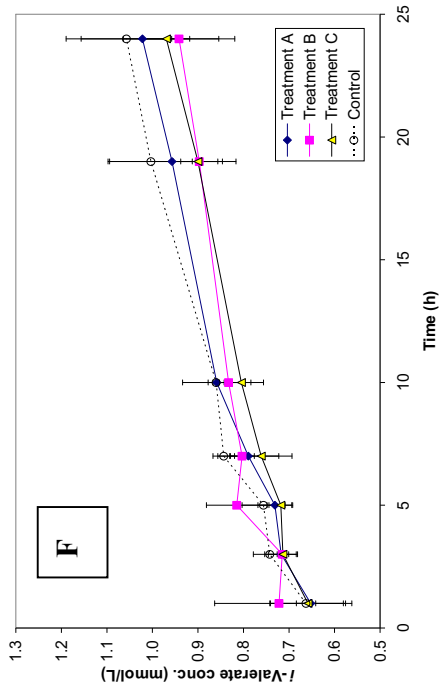 F
i-Valerate conc. (mmol/L)
1.3
1.2
1.1
1.0
0.9
0.8
0.7
0.6
0.5
0
5
10
15
20
25
Time (h)
Treatment A
Treatment B
Treatment C
Control